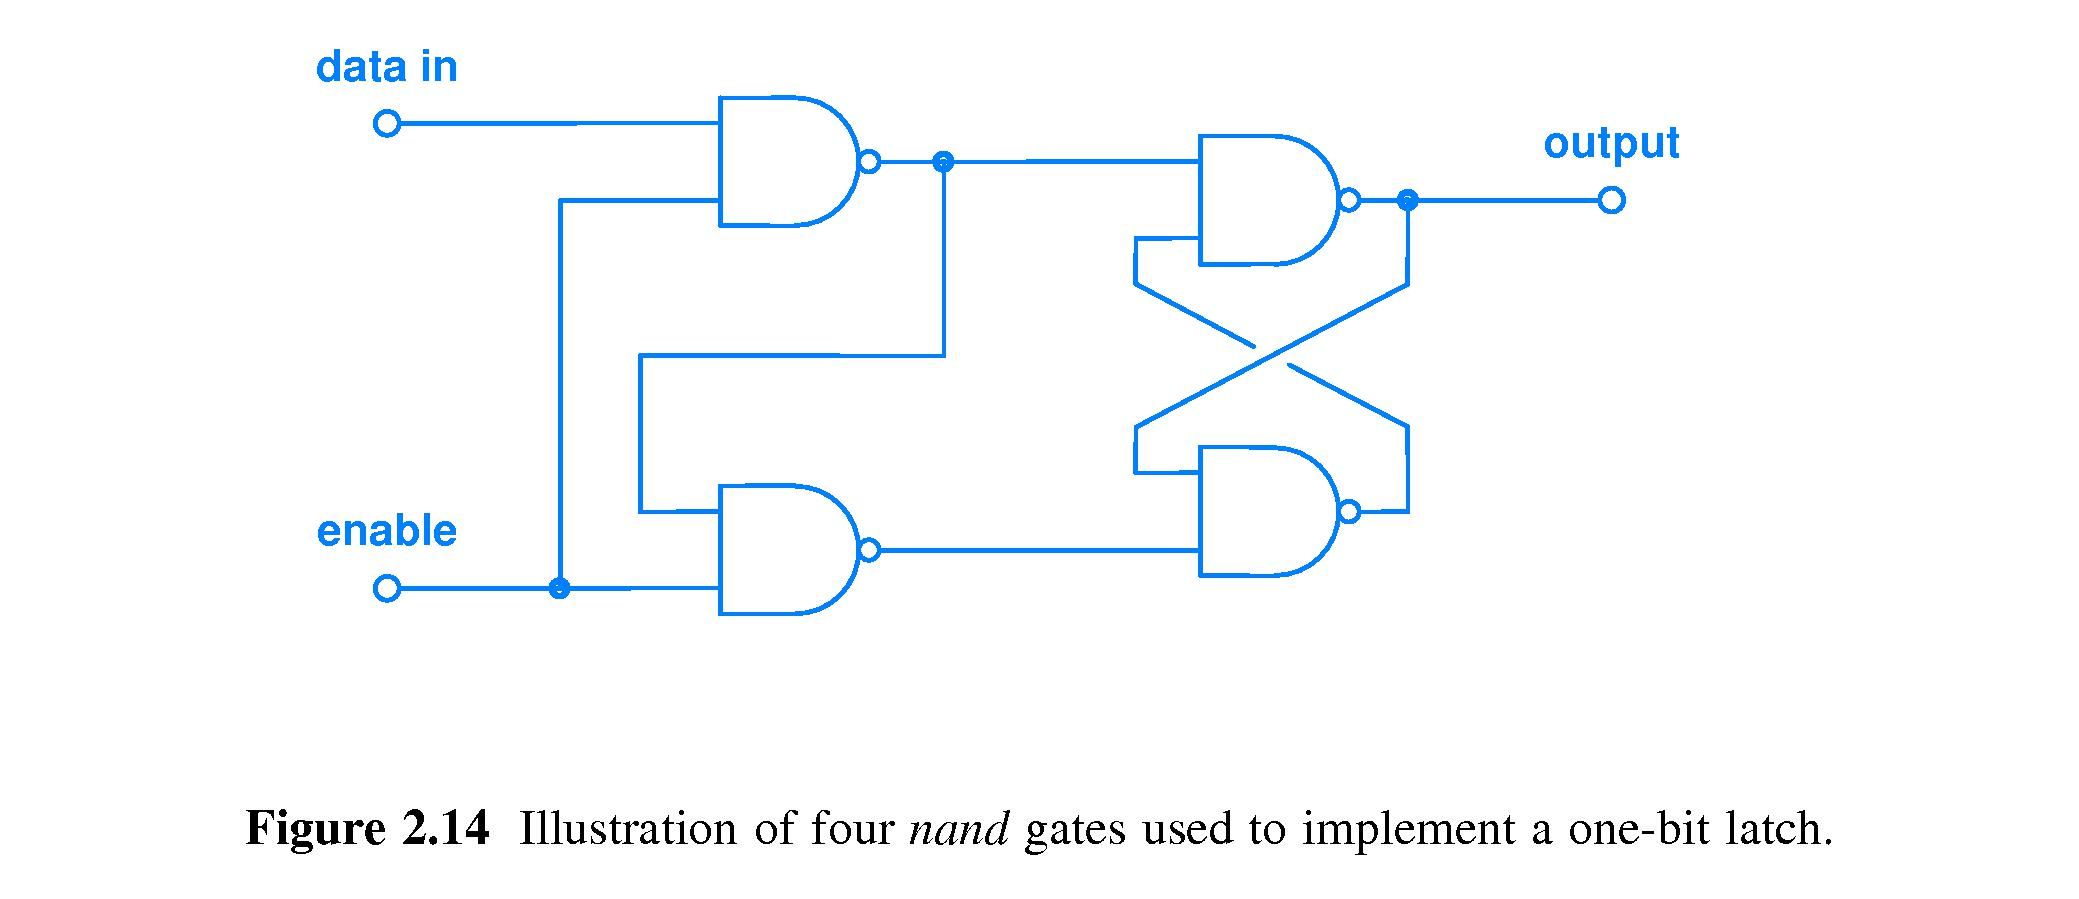 data in
output
enable
Figure 2.14 Illustration of four nand gates used to implement a one-bit latch.